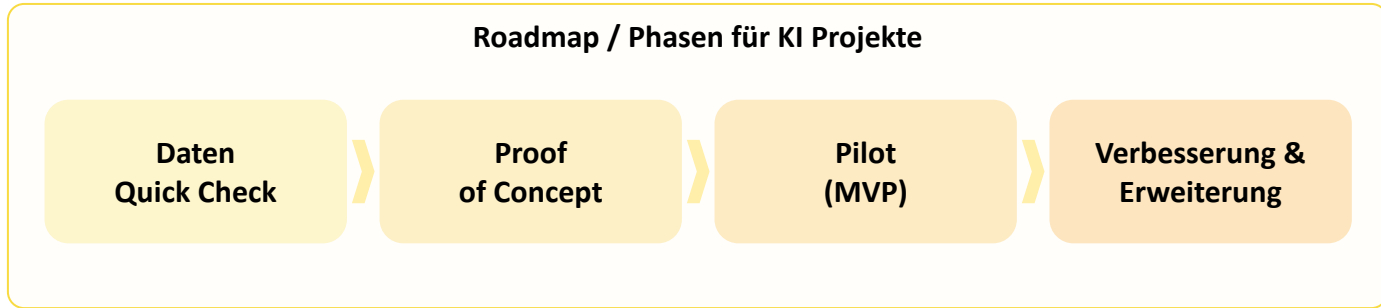 Roadmap / Phasen für KI Projekte
Daten
Quick Check
Proof
of Concept
Pilot
(MVP)
Verbesserung &
Erweiterung